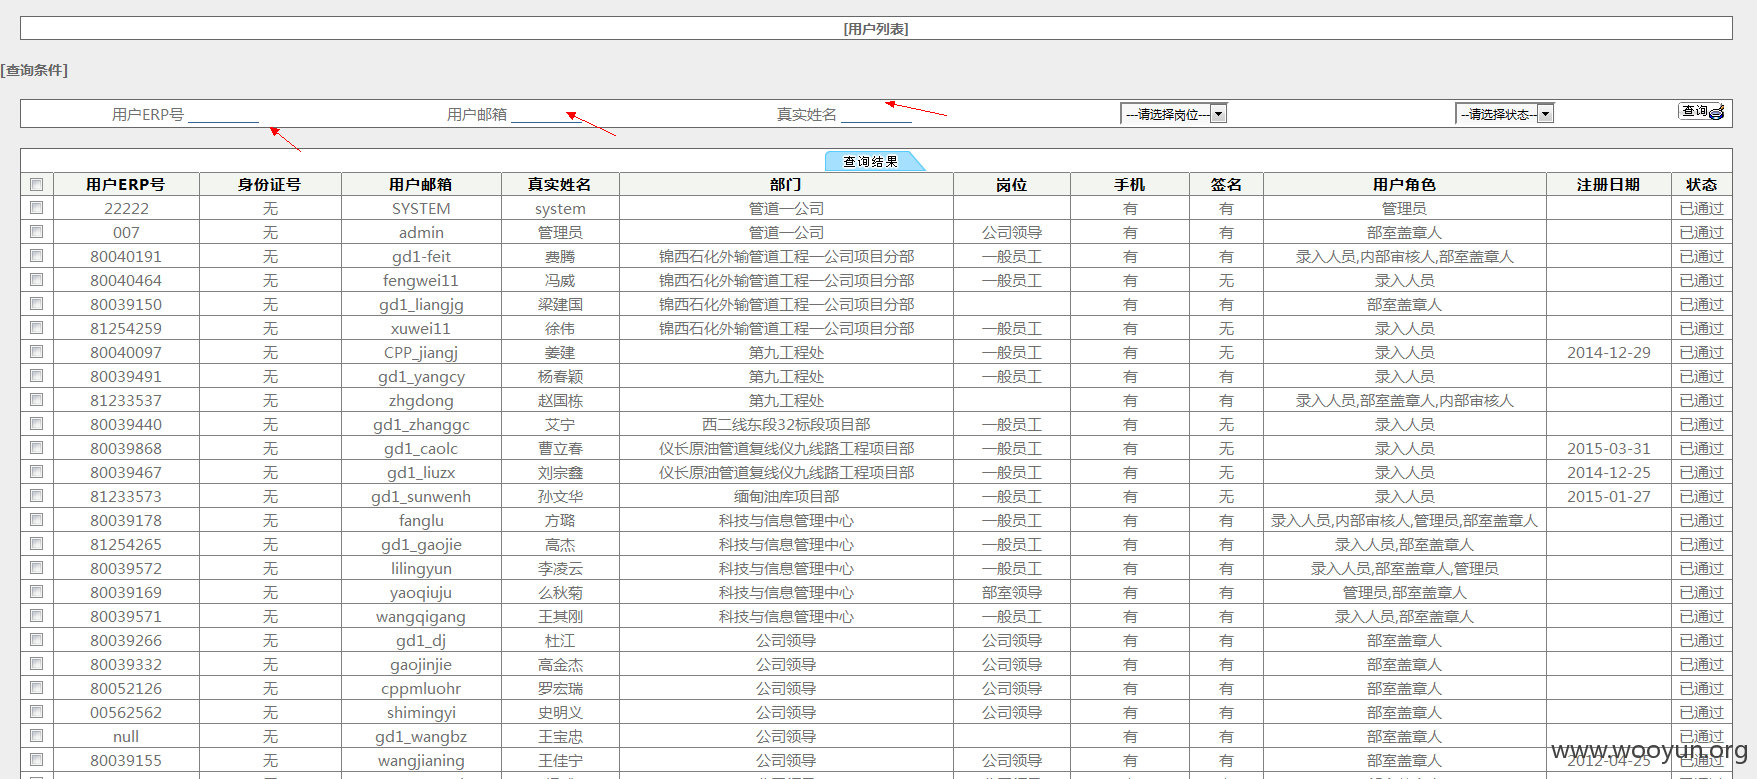 [用户列表]
[查询条件]
用户ERP号 用户邮箱 真实姓名 ---请选择岗位--- --请选择状态-- 查询
查询结果
用户ERP号 身份证号 用户邮箱 真实姓名 部门 岗位 手机 签名 用户角色 注册日期 状态
22222 无 SYSTEM system 管道一公司 有 有 管理员 已通过
007 无 admin 管理员 管道一公司 公司领导 有 有 部室盖章人 已通过
80040191 无 gd1-feit 费腾 锦西石化外输管道工程一公司项目分部 一般员工 有 有 录入人员,内部审核人,部室盖章人 已通过
80040464 无 fengwei11 冯威 锦西石化外输管道工程一公司项目分部 一般员工 有 无 录入人员 已通过
80039150 无 gd1_liangjg 梁建国 锦西石化外输管道工程一公司项目分部 有 有 部室盖章人 已通过
81254259 无 xuwei11 徐伟 锦西石化外输管道工程一公司项目分部 一般员工 有 无 录入人员 已通过
80040097 无 CPP_jiangj 姜建 第九工程处 一般员工 有 无 录入人员 2014-12-29 已通过
80039491 无 gd1_yangcy 杨春颖 第九工程处 一般员工 有 有 录入人员 已通过
81233537 无 zhgdong 赵国栋 第九工程处 有 有 录入人员,部室盖章人,内部审核人 已通过
80039440 无 gd1_zhanggc 艾宁 西二线东段32标段项目部 一般员工 有 无 录入人员 已通过
80039868 无 gd1_caolc 曹立春 仪长原油管道复线仪九线路工程项目部 一般员工 有 无 录入人员 2015-03-31 已通过
80039467 无 gd1_liuzx 刘宗鑫 仪长原油管道复线仪九线路工程项目部 一般员工 有 无 录入人员 2014-12-25 已通过
81233573 无 gd1_sunwenh 孙文华 缅甸油库项目部 一般员工 有 无 录入人员 2015-01-27 已通过
80039178 无 fanglu 方璐 科技与信息管理中心 一般员工 有 有 录入人员,内部审核人,管理员,部室盖章人 已通过
81254265 无 gd1_gaojie 高杰 科技与信息管理中心 一般员工 有 有 录入人员,部室盖章人 已通过
80039572 无 lilingyun 李凌云 科技与信息管理中心 一般员工 有 有 录入人员,部室盖章人,管理员 已通过
80039169 无 yaoqiuju 么秋菊 科技与信息管理中心 部室领导 有 有 管理员,部室盖章人 已通过
80039571 无 wangqigang 王其刚 科技与信息管理中心 一般员工 有 有 录入人员,部室盖章人 已通过
80039266 无 gd1_dj 杜江 公司领导 公司领导 有 有 部室盖章人 已通过
80039332 无 gaojinjie 高金杰 公司领导 公司领导 有 有 部室盖章人 已通过
80052126 无 cppmluohr 罗宏瑞 公司领导 公司领导 有 有 部室盖章人 已通过
00562562 无 shimingyi 史明义 公司领导 公司领导 有 有 部室盖章人 已通过
null 无 gd1_wangbz 王宝忠 公司领导 有 有 部室盖章人 已通过
80039155 无 wangjianing 王佳宁 公司领导 公司领导 有 有 部室盖章人 2012-04-25 已通过
www.wooyun.org